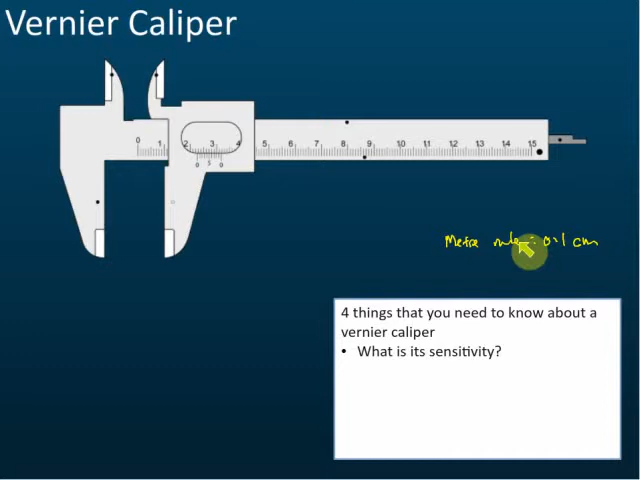 Vernier Caliper
0 1 2 3 4 5 6 7 8 9 10 11 12 13 14 15
0 5 0
Metre rule = 0.1 cm
4 things that you need to know about a
vernier caliper
• What is its sensitivity?